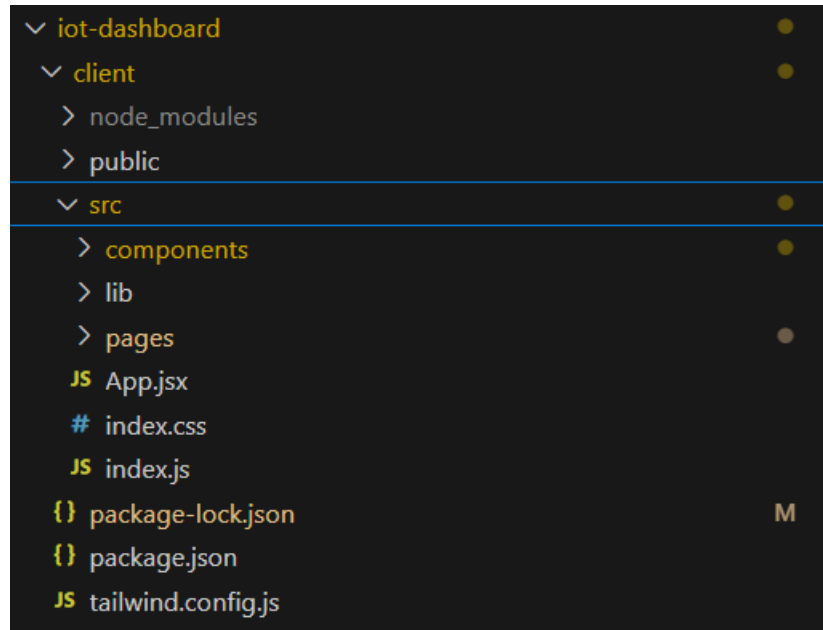 iot-dashboard
client
node_modules
public
src
components
lib
pages
JS App.jsx
# index.css
JS index.js
{} package-lock.json M
{} package.json
JS tailwind.config.js